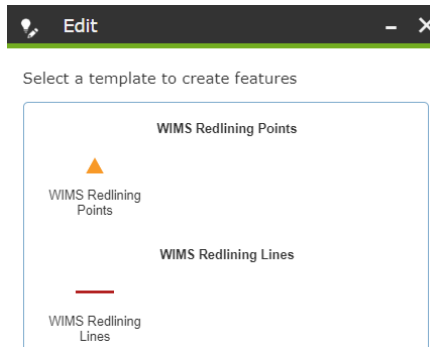 Edit
Select a template to create features
WIMS Redlining Points
WIMS Redlining
Points
WIMS Redlining Lines
WIMS Redlining
Lines